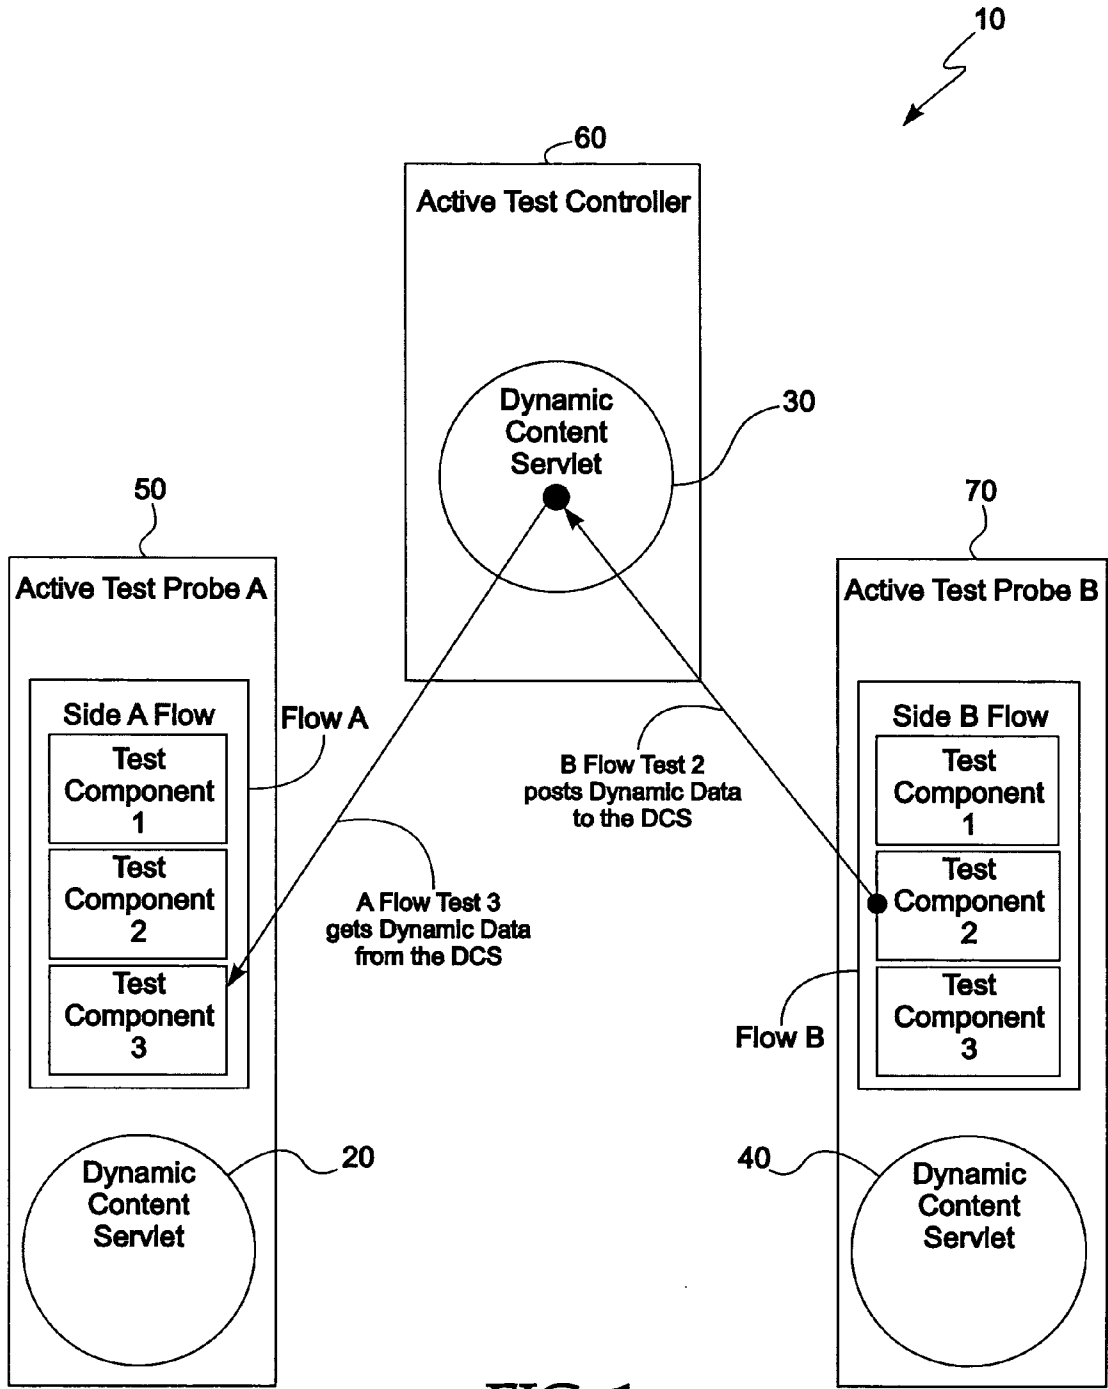 10
60
Active Test Controller
Dynamic
Content
Servlet
30
50
Active Test Probe A
Side A Flow
Flow A
Test
Component
1
Test
Component
2
Test
Component
3
A Flow Test 3
gets Dynamic Data
from the DCS
B Flow Test 2
posts Dynamic Data
to the DCS
70
Active Test Probe B
Side B Flow
Test
Component
1
Test
Component
2
Test
Component
3
Flow B
20
Dynamic
Content
Servlet
40
Dynamic
Content
Servlet